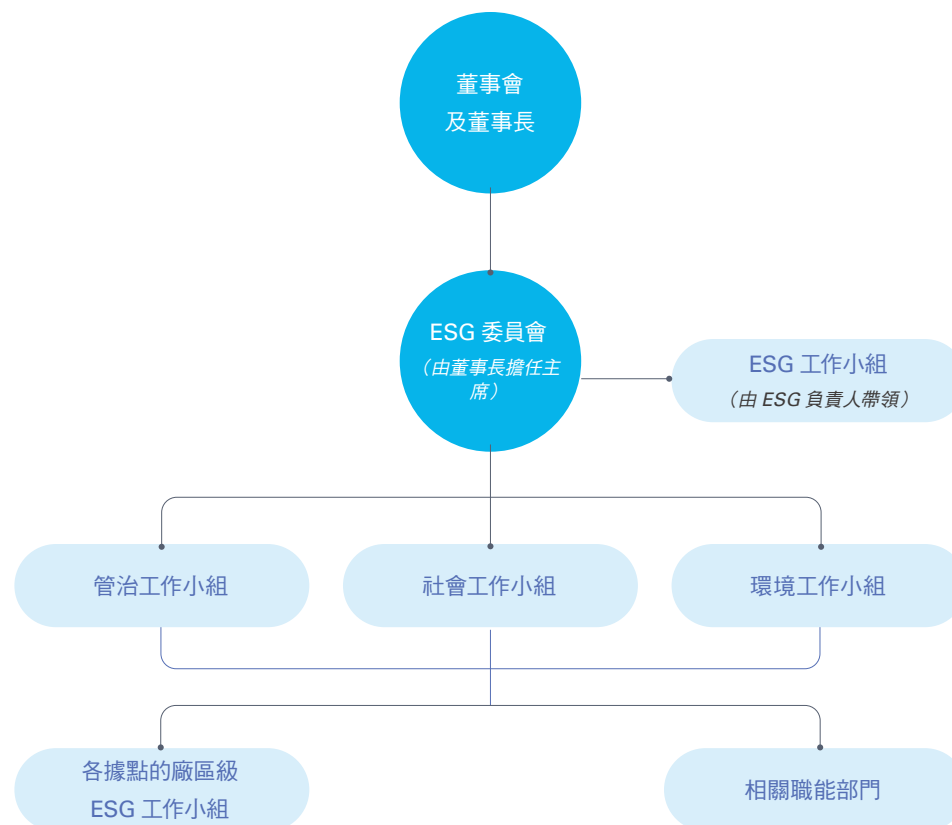 董事會
及董事長
ESG 委員會
（由董事長擔任主
席）
ESG 工作小組
（由 ESG 負責人帶領）
管治工作小組
社會工作小組
環境工作小組
各據點的廠區級
ESG 工作小組
相關職能部門